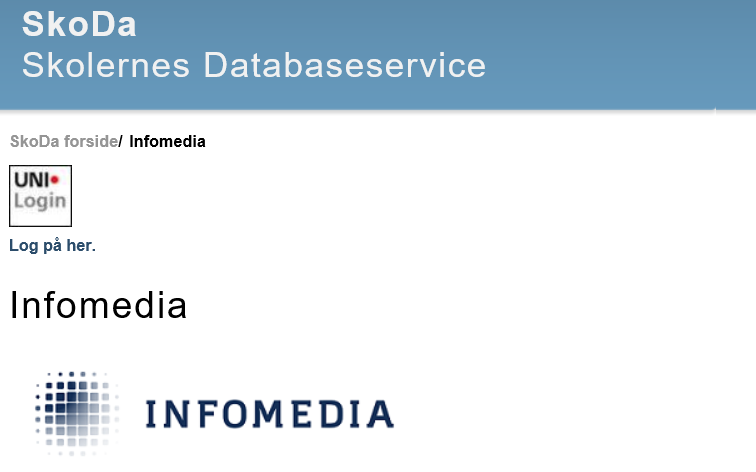 SkoDa
Skolernes Databaseservice
SkoDa forside/ Infomedia
UNI•
Login
Log på her.
Infomedia
INFOMEDIA